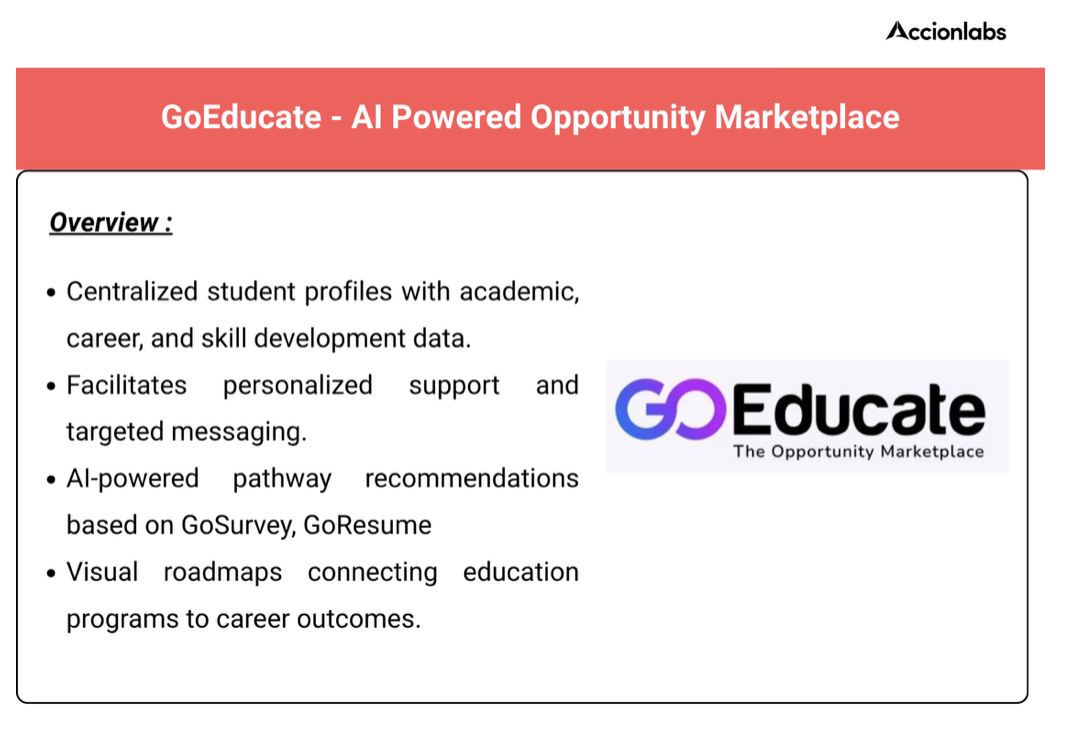 Accionlabs
GoEducate - AI Powered Opportunity Marketplace
Overview :
• Centralized student profiles with academic,
career, and skill development data.
• Facilitates personalized support and
targeted messaging.
• AI-powered pathway recommendations
based on GoSurvey, GoResume
• Visual roadmaps connecting education
programs to career outcomes.
GOEducate
The Opportunity Marketplace